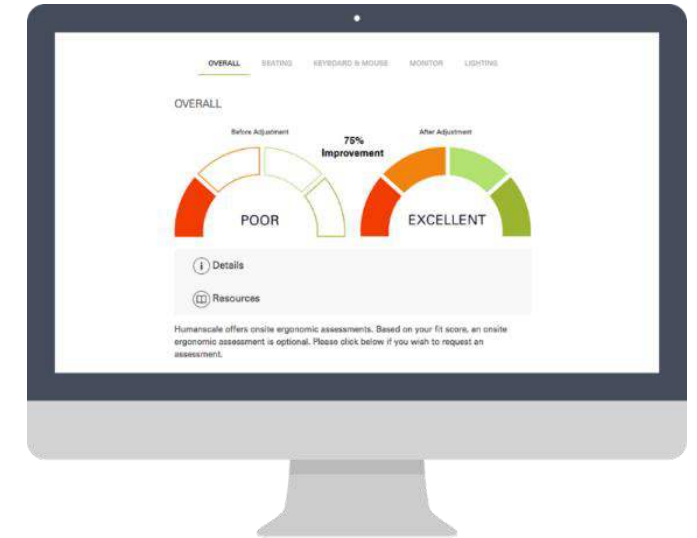 OVERALL SEATING KEYBOARD & MOUSE MONITOR LIGHTING
OVERALL
Before Adjustment
75%
Improvement
After Adjustment
POOR
EXCELLENT
Details
Resources
Humanscale offers onsite ergonomic assessments. Based on your fit score, an onsite
ergonomic assessment is optional. Please click below if you wish to request an
assessment.